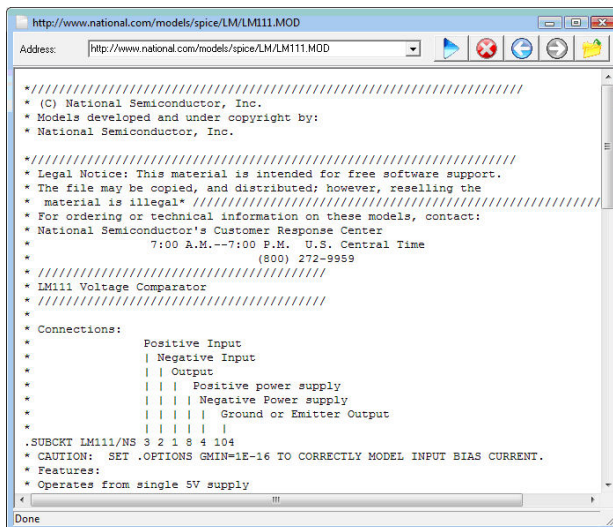 http://www.national.com/models/spice/LM/LM111.MOD
Address: http://www.national.com/models/spice/LM/LM111.MOD
*//////////////////////////////////////////////////////////////////////
* (C) National Semiconductor, Inc.
* Models developed and under copyright by:
* National Semiconductor, Inc.
*/////////////////////////////////////////////////////////////////////
* Legal Notice: This material is intended for free software support.
* The file may be copied, and distributed; however, reselling the
*  material is illegal* //////////////////////////////////////////////////////////
* For ordering or technical information on these models, contact:
* National Semiconductor's Customer Response Center
*                 7:00 A.M.--7:00 P.M.  U.S. Central Time
*                                (800) 272-9959
* /////////////////////////////////////////
* LM111 Voltage Comparator
* /////////////////////////////////////////
*
* Connections:
*                Positive Input
*                | Negative Input
*                | | Output
*                | | |  Positive power supply
*                | | | | Negative Power supply
*                | | | | |  Ground or Emitter Output
*                | | | | |  |
.SUBCKT LM111/NS 3 2 1 8 4 104
* CAUTION:  SET .OPTIONS GMIN=1E-16 TO CORRECTLY MODEL INPUT BIAS CURRENT.
* Features:
* Operates from single 5V supply
Done